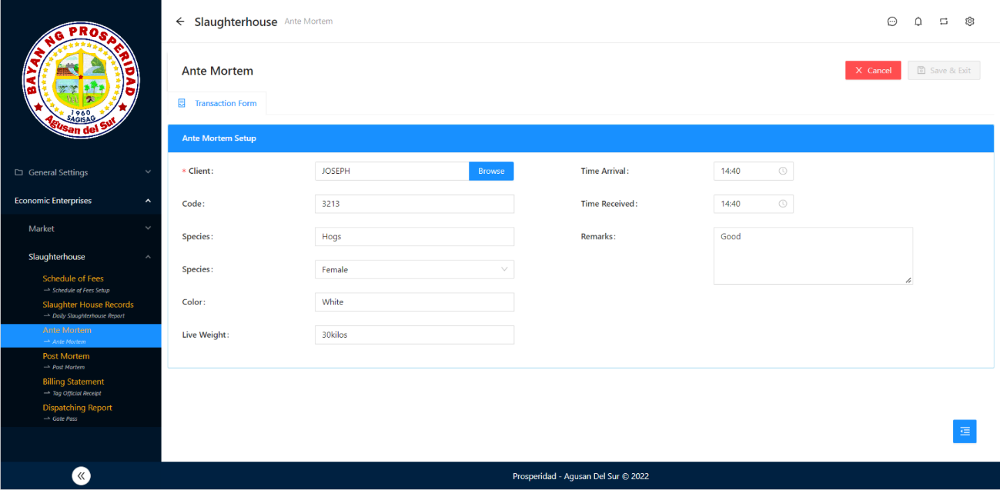 BAYAN NG PROSPERIDAD
1960
SAGISAG
Agusan del Sur
General Settings
Economic Enterprises
Market
Slaughterhouse
Schedule of Fees
→ Schedule of Fees Setup
Slaughter House Records
→ Daily Slaughterhouse Report
Ante Mortem
→ Ante Mortem
Post Mortem
→ Post Mortem
Billing Statement
→ Tag Official Receipt
Dispatching Report
→ Gate Pass
← Slaughterhouse Ante Mortem
Ante Mortem
X Cancel
Save & Exit
Transaction Form
Ante Mortem Setup
* Client: JOSEPH Browse
Code: 3213
Species: Hogs
Species: Female
Color: White
Live Weight: 30kilos
Time Arrival: 14:40
Time Received: 14:40
Remarks: Good
Prosperidad - Agusan Del Sur © 2022